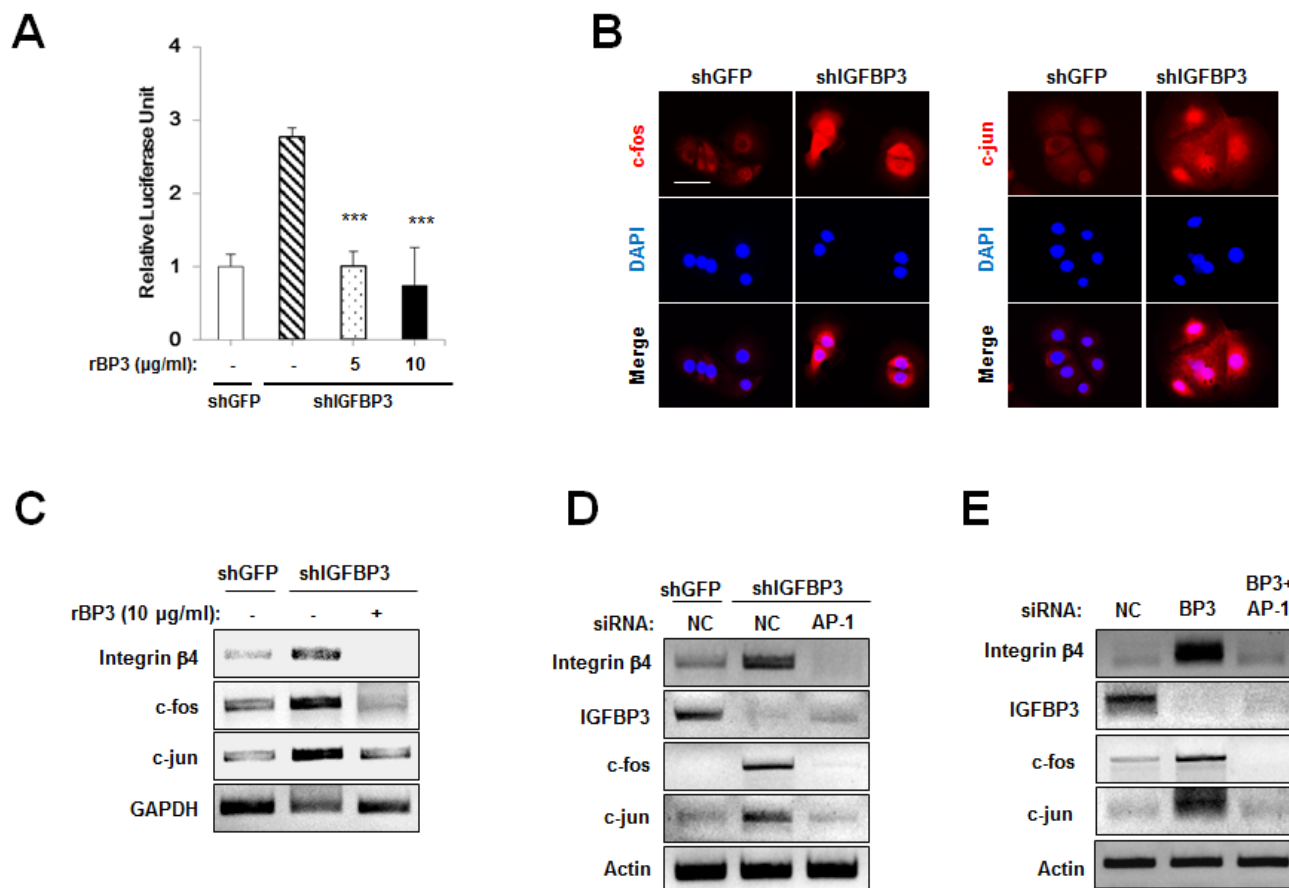 A
Relative Luciferase Unit
4
3
2
1
0
*** ***
rBP3 (µg/ml): - - 5 10
shGFP shIGFBP3
B
shGFP shIGFBP3
c-fos
DAPI
Merge
shGFP shIGFBP3
c-jun
DAPI
Merge
C
shGFP shIGFBP3
rBP3 (10 µg/ml): - - +
Integrin β4
c-fos
c-jun
GAPDH
D
shGFP shIGFBP3
siRNA: NC NC AP-1
Integrin β4
IGFBP3
c-fos
c-jun
Actin
E
BP3+
siRNA: NC BP3 AP-1
Integrin β4
IGFBP3
c-fos
c-jun
Actin